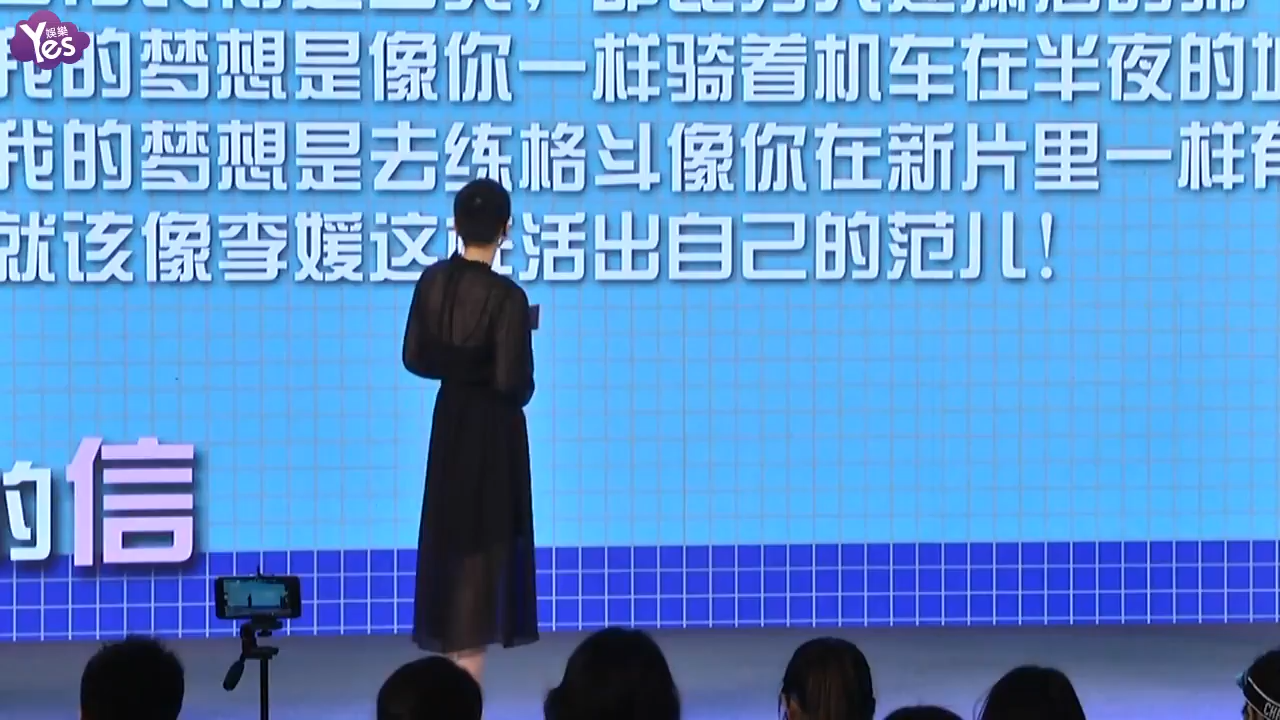 娛樂
Yes
我的梦想是像你一样骑着机车在半夜的
我的梦想是去练格斗像你在新片里一样有
就该像李媛这样活出自己的范儿!
的信